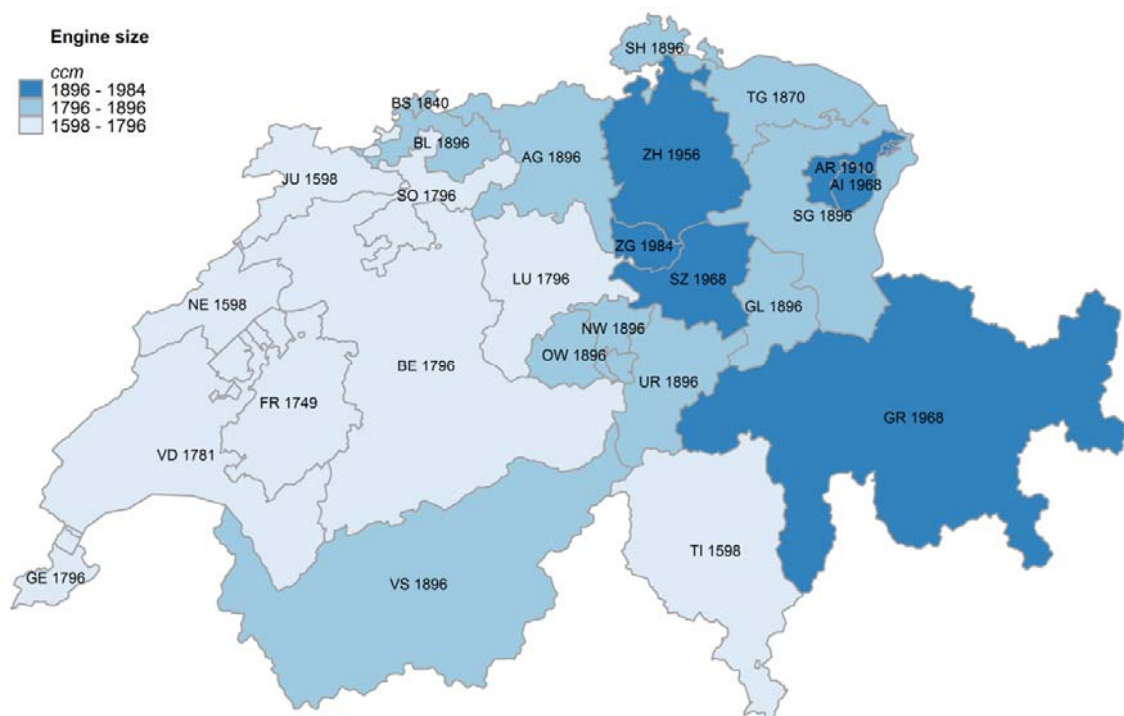 Engine size
ccm
1896 - 1984
1796 - 1896
1598 - 1796
SH 1896
BS 1840
TG 1870
BL 1896
AG 1896
ZH 1956
AR 1910
JU 1598
AI 1968
SO 1796
SG 1896
ZG 1984
LU 1796
SZ 1968
NE 1598
GL 1896
NW 1896
OW 1896
BE 1796
UR 1896
FR 1749
GR 1968
VD 1781
TI 1598
GE 1796
VS 1896